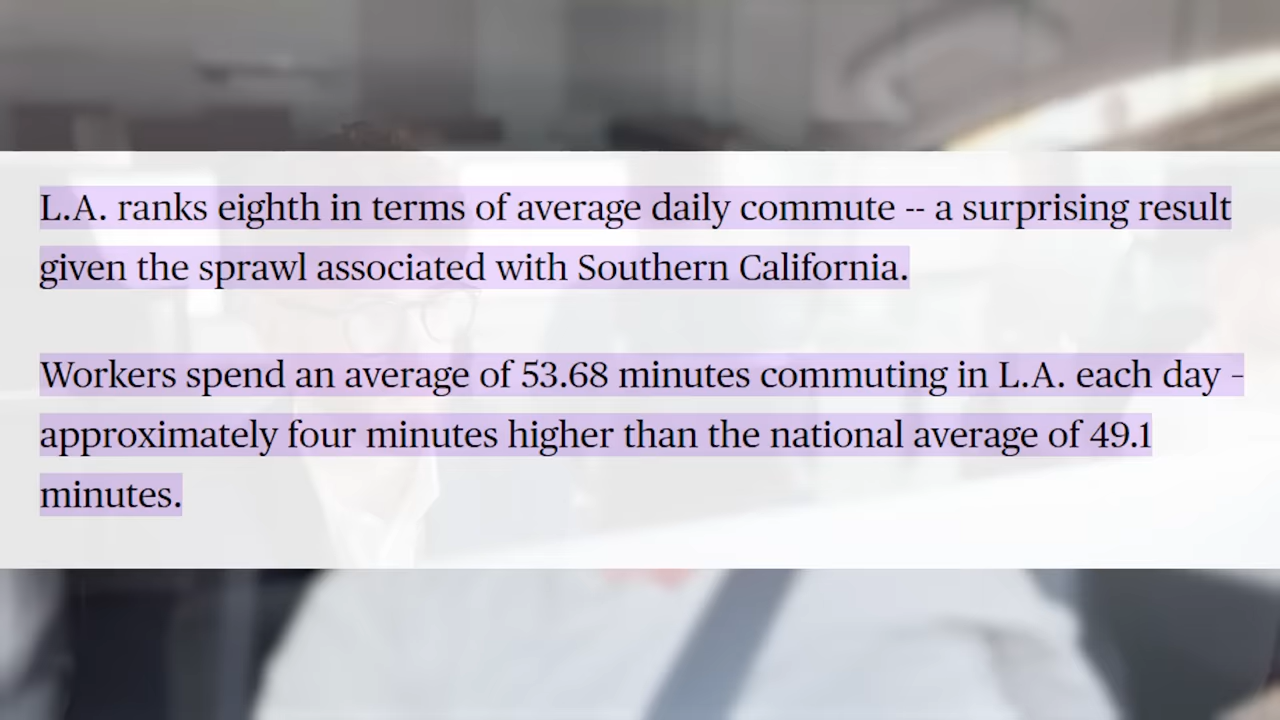 L.A. ranks eighth in terms of average daily commute -- a surprising result
given the sprawl associated with Southern California.
Workers spend an average of 53.68 minutes commuting in L.A. each day –
approximately four minutes higher than the national average of 49.1
minutes.